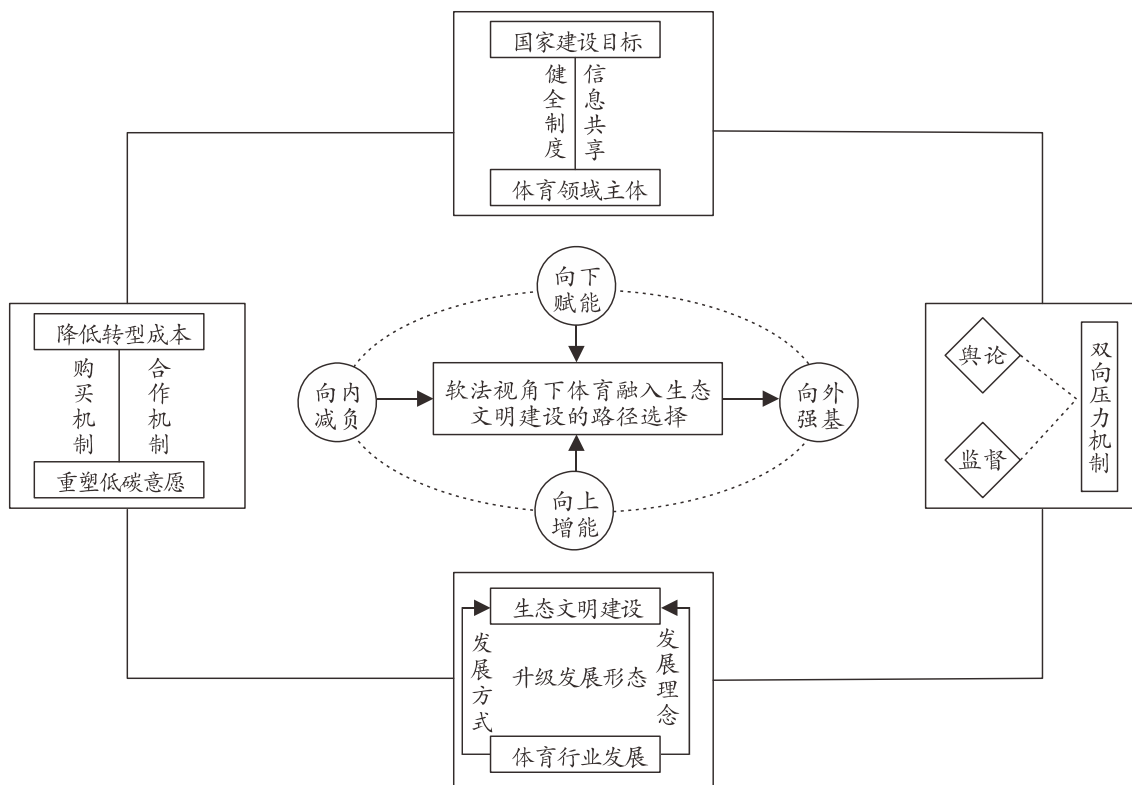 国家建设目标
健全制度
信息共享
体育领域主体
向下
赋能
降低转型成本
购买机制
合作机制
重塑低碳意愿
向内
减负
软法视角下体育融入生态
文明建设的路径选择
向外
强基
舆论
监督
双向压力机制
向上
增能
生态文明建设
发展方式
升级发展形态
发展理念
体育行业发展